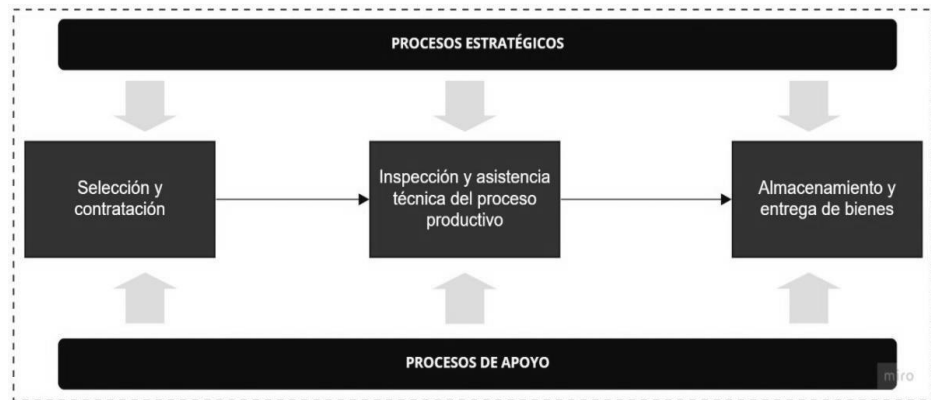 PROCESOS ESTRATÉGICOS
Selección y
contratación
Inspección y asistencia
técnica del proceso
productivo
Almacenamiento y
entrega de bienes
PROCESOS DE APOYO
miro